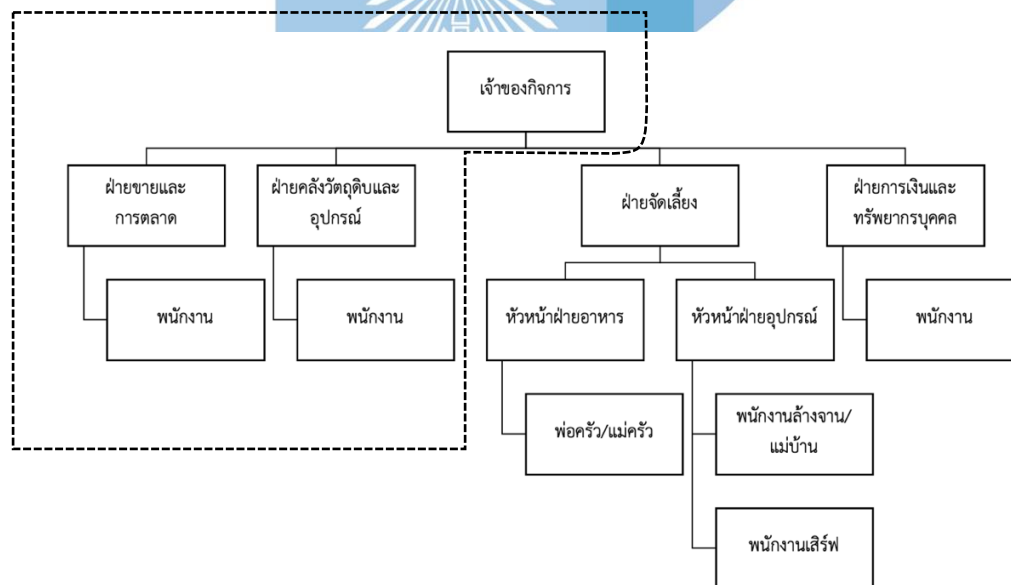 เจ้าของกิจการ
ฝ่ายขายและ
การตลาด
ฝ่ายคลังวัตถุดิบและ
อุปกรณ์
ฝ่ายจัดเลี้ยง
ฝ่ายการเงินและ
ทรัพยากรบุคคล
พนักงาน
พนักงาน
หัวหน้าฝ่ายอาหาร
หัวหน้าฝ่ายอุปกรณ์
พนักงาน
พ่อครัว/แม่ครัว
พนักงานล้างจาน/
แม่บ้าน
พนักงานเสิร์ฟ